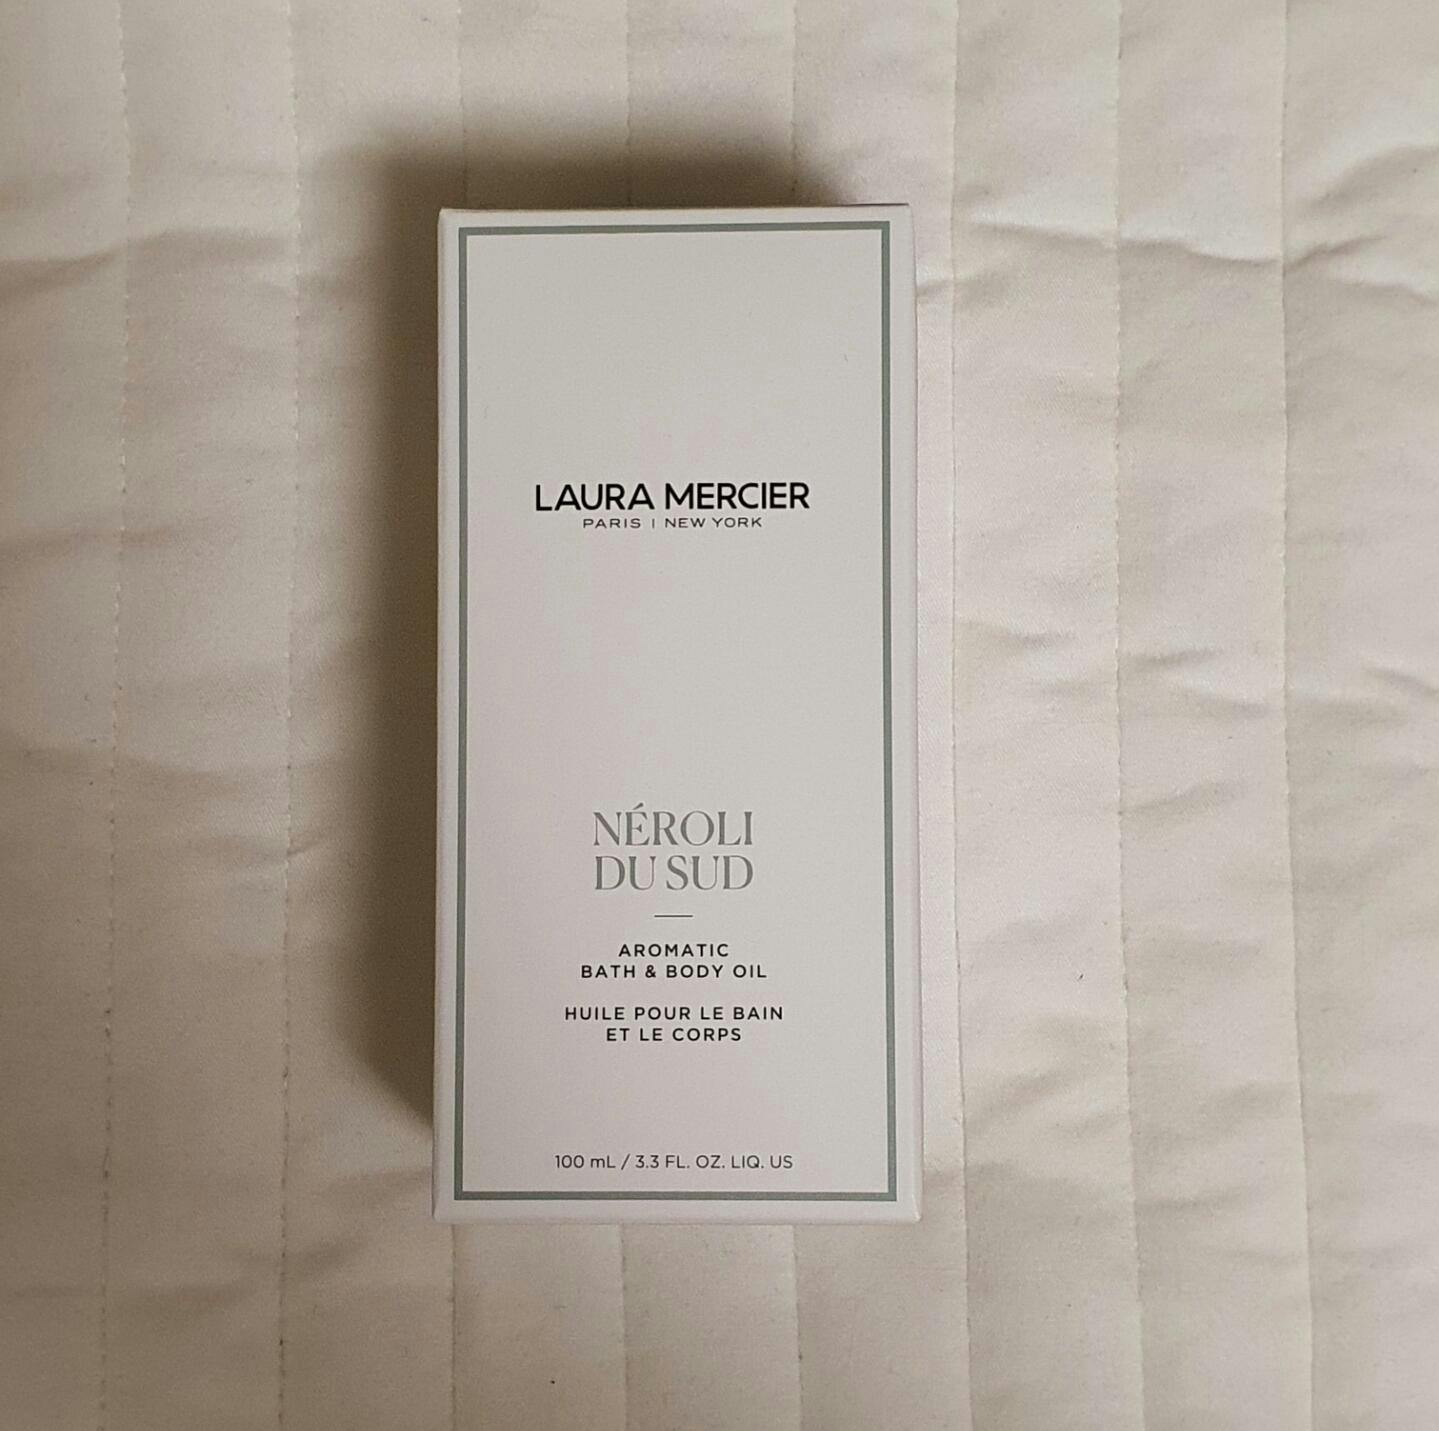 LAURA MERCIER
PARIS | NEW YORK
NÉROLI
DU SUD
AROMATIC
BATH & BODY OIL
HUILE POUR LE BAIN
ET LE CORPS
100 mL / 3.3 FL. OZ. LIQ. US